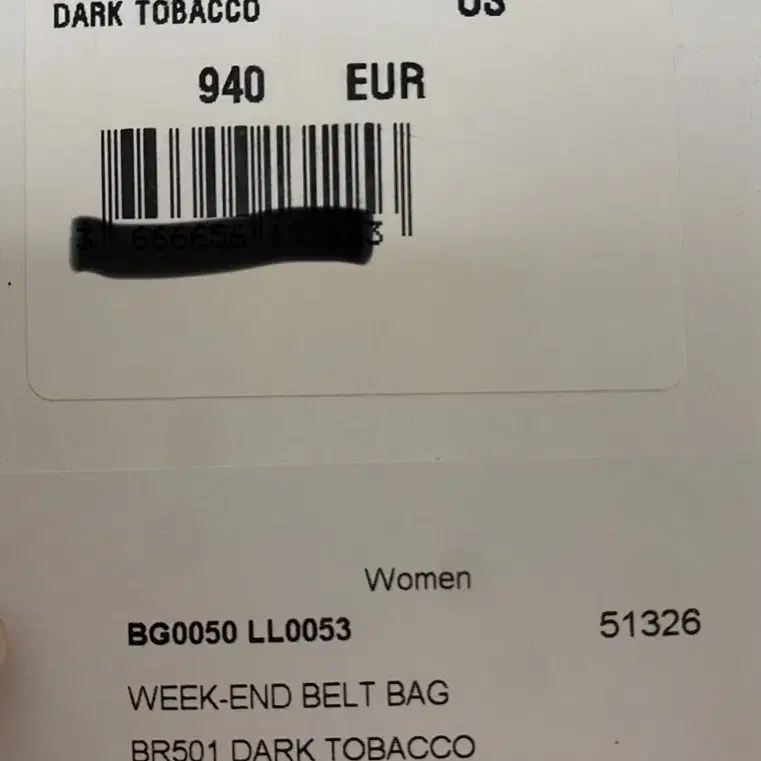 DARK TOBACCO
940 EUR
Women
BG0050 LL0053 51326
WEEK-END BELT BAG
BR501 DARK TOBACCO